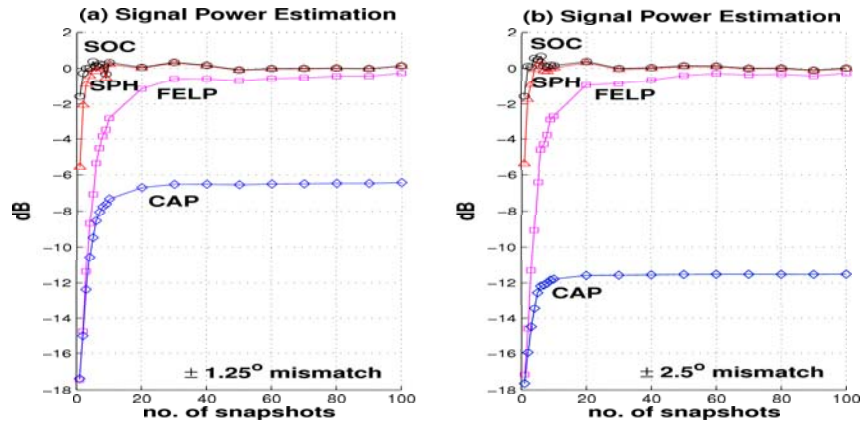 (a) Signal Power Estimation
2
0
−2
−4
−6
−8
−10
−12
−14
−16
−18
dB
SOC
SPH
FELP
CAP
± 1.25° mismatch
0 20 40 60 80 100
no. of snapshots
(b) Signal Power Estimation
2
0
−2
−4
−6
−8
−10
−12
−14
−16
−18
dB
SOC
SPH
FELP
CAP
± 2.5° mismatch
0 20 40 60 80 100
no. of snapshots